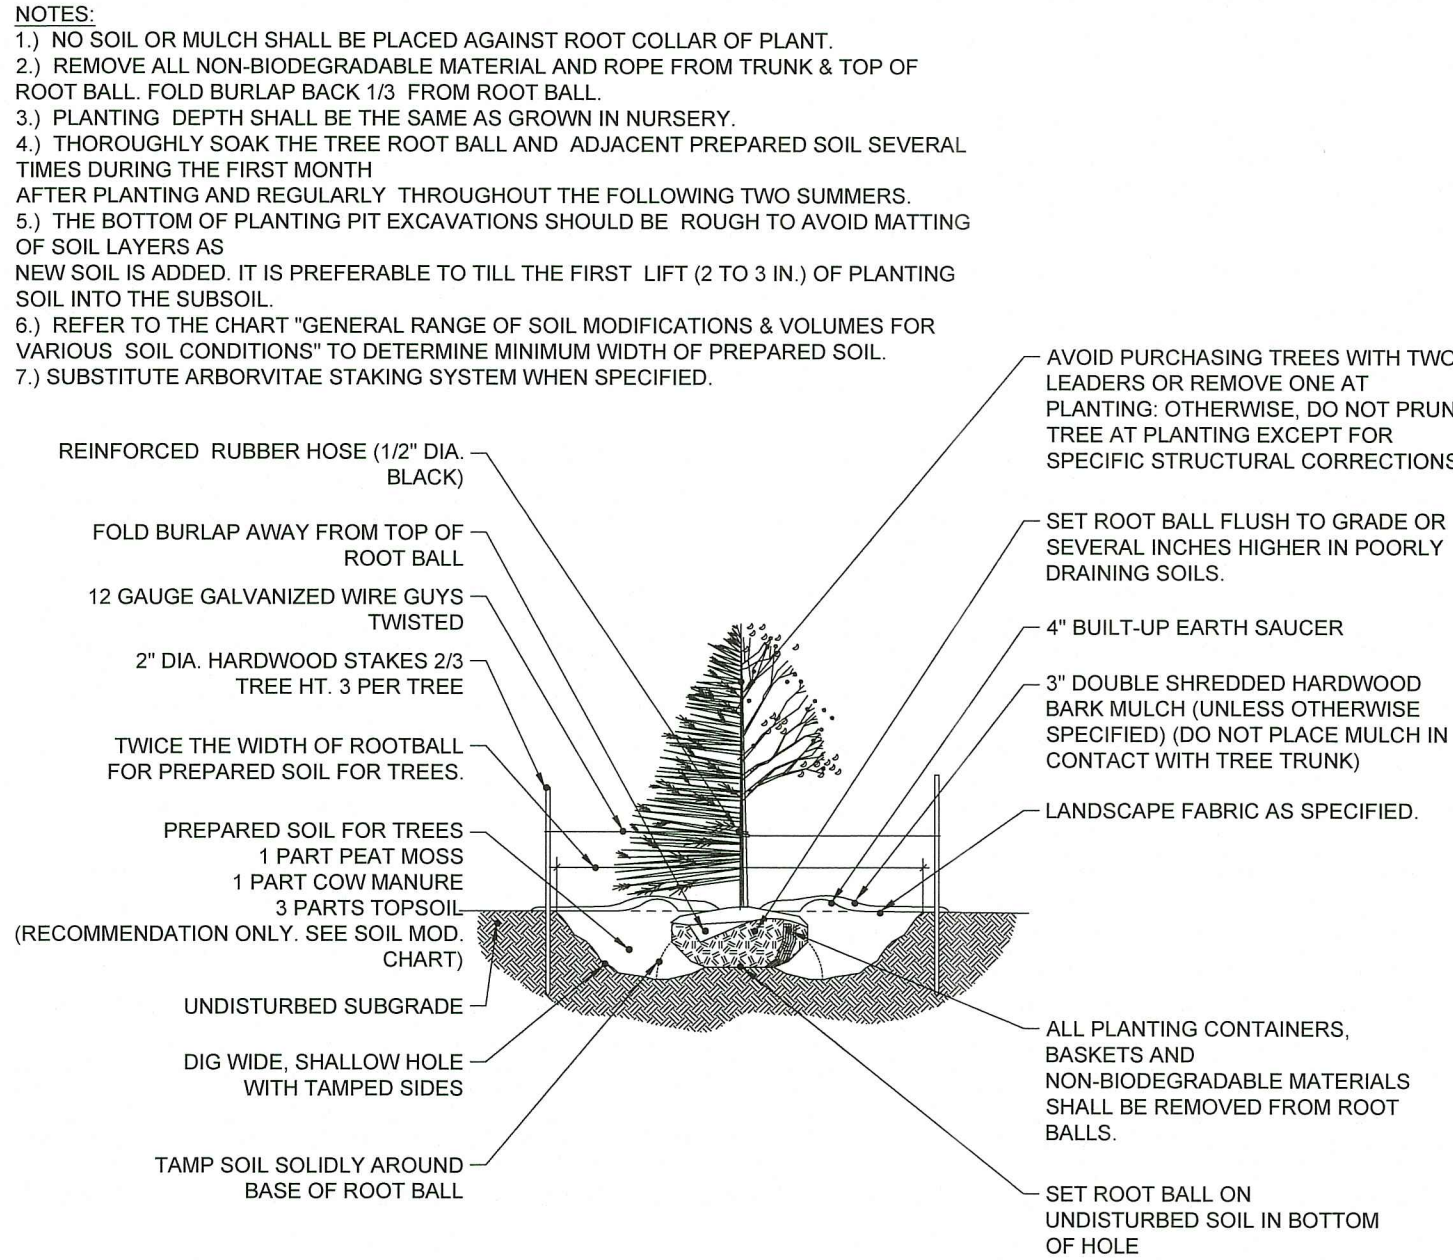 NOTES:
1.) NO SOIL OR MULCH SHALL BE PLACED AGAINST ROOT COLLAR OF PLANT.
2.) REMOVE ALL NON-BIODEGRADABLE MATERIAL AND ROPE FROM TRUNK & TOP OF
ROOT BALL. FOLD BURLAP BACK 1/3 FROM ROOT BALL.
3.) PLANTING DEPTH SHALL BE THE SAME AS GROWN IN NURSERY.
4.) THOROUGHLY SOAK THE TREE ROOT BALL AND ADJACENT PREPARED SOIL SEVERAL
TIMES DURING THE FIRST MONTH
AFTER PLANTING AND REGULARLY THROUGHOUT THE FOLLOWING TWO SUMMERS.
5.) THE BOTTOM OF PLANTING PIT EXCAVATIONS SHOULD BE ROUGH TO AVOID MATTING
OF SOIL LAYERS AS
NEW SOIL IS ADDED. IT IS PREFERABLE TO TILL THE FIRST LIFT (2 TO 3 IN.) OF PLANTING
SOIL INTO THE SUBSOIL.
6.) REFER TO THE CHART "GENERAL RANGE OF SOIL MODIFICATIONS & VOLUMES FOR
VARIOUS SOIL CONDITIONS" TO DETERMINE MINIMUM WIDTH OF PREPARED SOIL.
7.) SUBSTITUTE ARBORVITAE STAKING SYSTEM WHEN SPECIFIED.
REINFORCED RUBBER HOSE (1/2" DIA.
BLACK)
FOLD BURLAP AWAY FROM TOP OF
ROOT BALL
12 GAUGE GALVANIZED WIRE GUYS
TWISTED
2" DIA. HARDWOOD STAKES 2/3
TREE HT. 3 PER TREE
TWICE THE WIDTH OF ROOTBALL
FOR PREPARED SOIL FOR TREES.
PREPARED SOIL FOR TREES
1 PART PEAT MOSS
1 PART COW MANURE
3 PARTS TOPSOIL
(RECOMMENDATION ONLY. SEE SOIL MOD.
CHART)
UNDISTURBED SUBGRADE
DIG WIDE, SHALLOW HOLE
WITH TAMPED SIDES
TAMP SOIL SOLIDLY AROUND
BASE OF ROOT BALL
AVOID PURCHASING TREES WITH TWO
LEADERS OR REMOVE ONE AT
PLANTING: OTHERWISE, DO NOT PRUN
TREE AT PLANTING EXCEPT FOR
SPECIFIC STRUCTURAL CORRECTIONS
SET ROOT BALL FLUSH TO GRADE OR
SEVERAL INCHES HIGHER IN POORLY
DRAINING SOILS.
4" BUILT-UP EARTH SAUCER
3" DOUBLE SHREDDED HARDWOOD
BARK MULCH (UNLESS OTHERWISE
SPECIFIED) (DO NOT PLACE MULCH IN
CONTACT WITH TREE TRUNK)
LANDSCAPE FABRIC AS SPECIFIED.
ALL PLANTING CONTAINERS,
BASKETS AND
NON-BIODEGRADABLE MATERIALS
SHALL BE REMOVED FROM ROOT
BALLS.
SET ROOT BALL ON
UNDISTURBED SOIL IN BOTTOM
OF HOLE